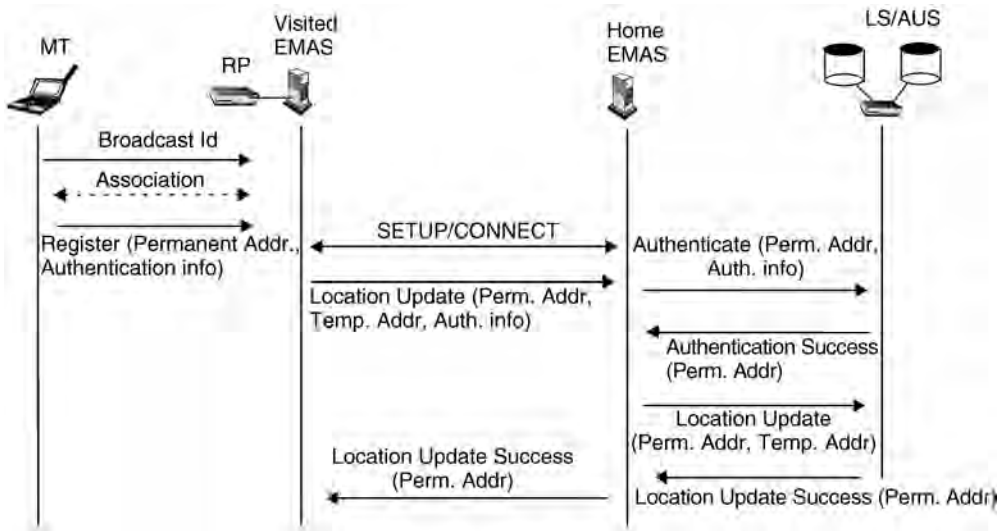 MT
RP
Visited
EMAS
Home
EMAS
LS/AUS
Broadcast Id
Association
Register (Permanent Addr.,
Authentication info)
SETUP/CONNECT
Location Update (Perm. Addr,
Temp. Addr, Auth. info)
Authenticate (Perm. Addr,
Auth. info)
Authentication Success
(Perm. Addr)
Location Update
(Perm. Addr, Temp. Addr)
Location Update Success
(Perm. Addr)
Location Update Success (Perm. Addr)